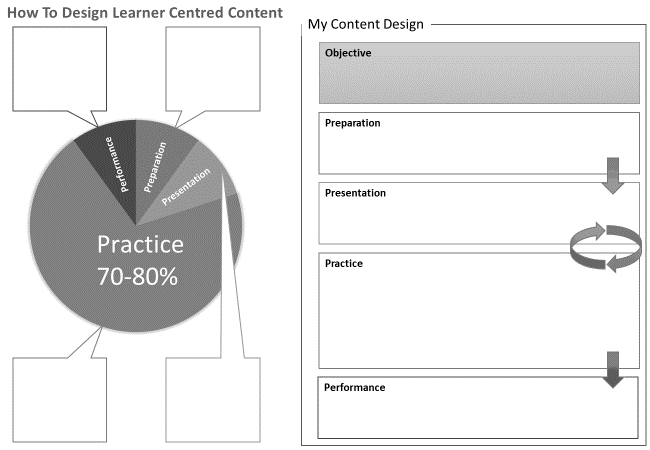 How To Design Learner Centred Content
Performance
Preparation
Presentation
Practice
70-80%
My Content Design
Objective
Preparation
Presentation
Practice
Performance